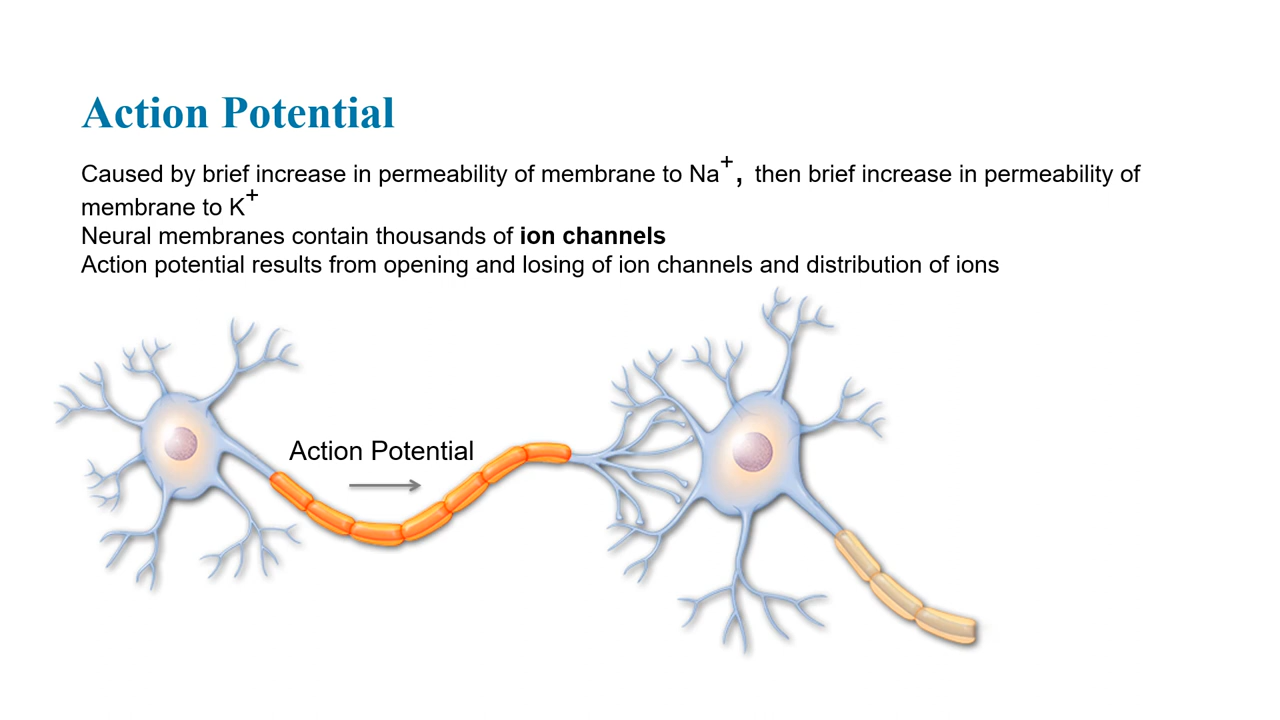 Action Potential
Caused by brief increase in permeability of membrane to Na⁺, then brief increase in permeability of
membrane to K⁺
Neural membranes contain thousands of ion channels
Action potential results from opening and losing of ion channels and distribution of ions
Action Potential